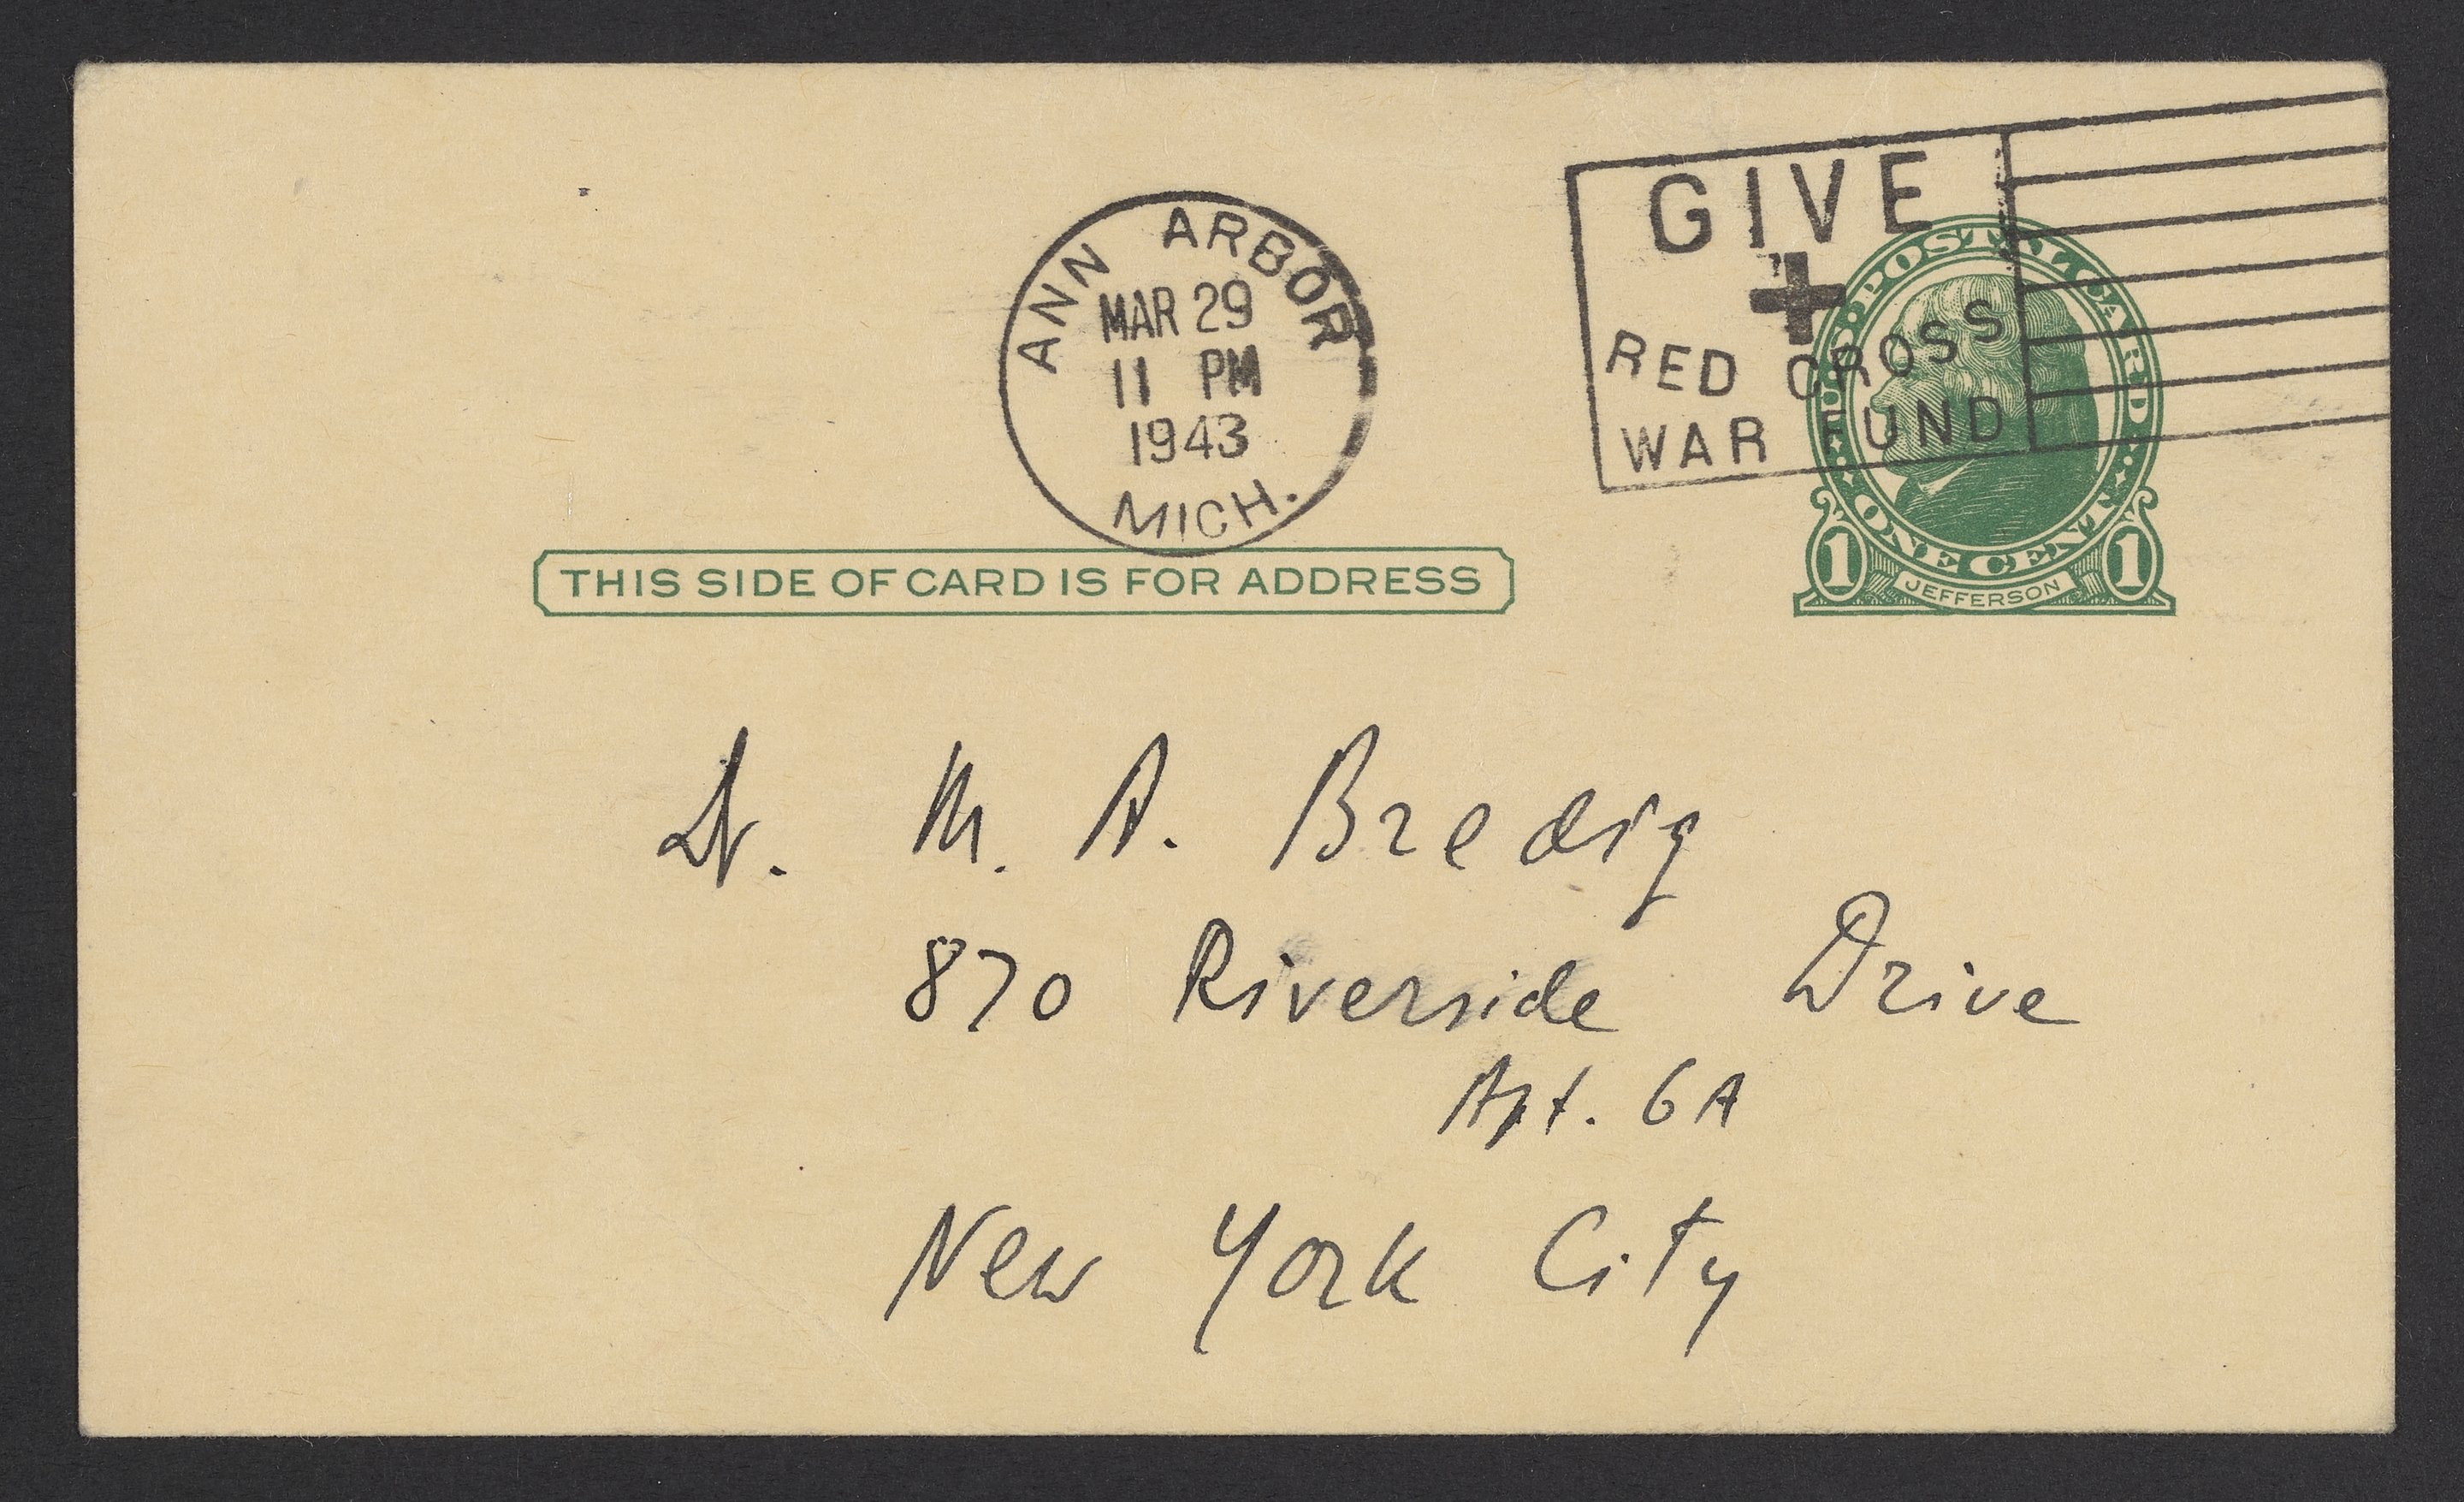 ANN ARBOR
MAR 29
11 PM
1943
MICH.
GIVE
RED CROSS
WAR FUND
U.S. POSTAL CARD
ONE CENT
1 JEFFERSON 1
THIS SIDE OF CARD IS FOR ADDRESS
Dr. M. A. Bredig
870 Riverside Drive
Apt. 6A
New York City